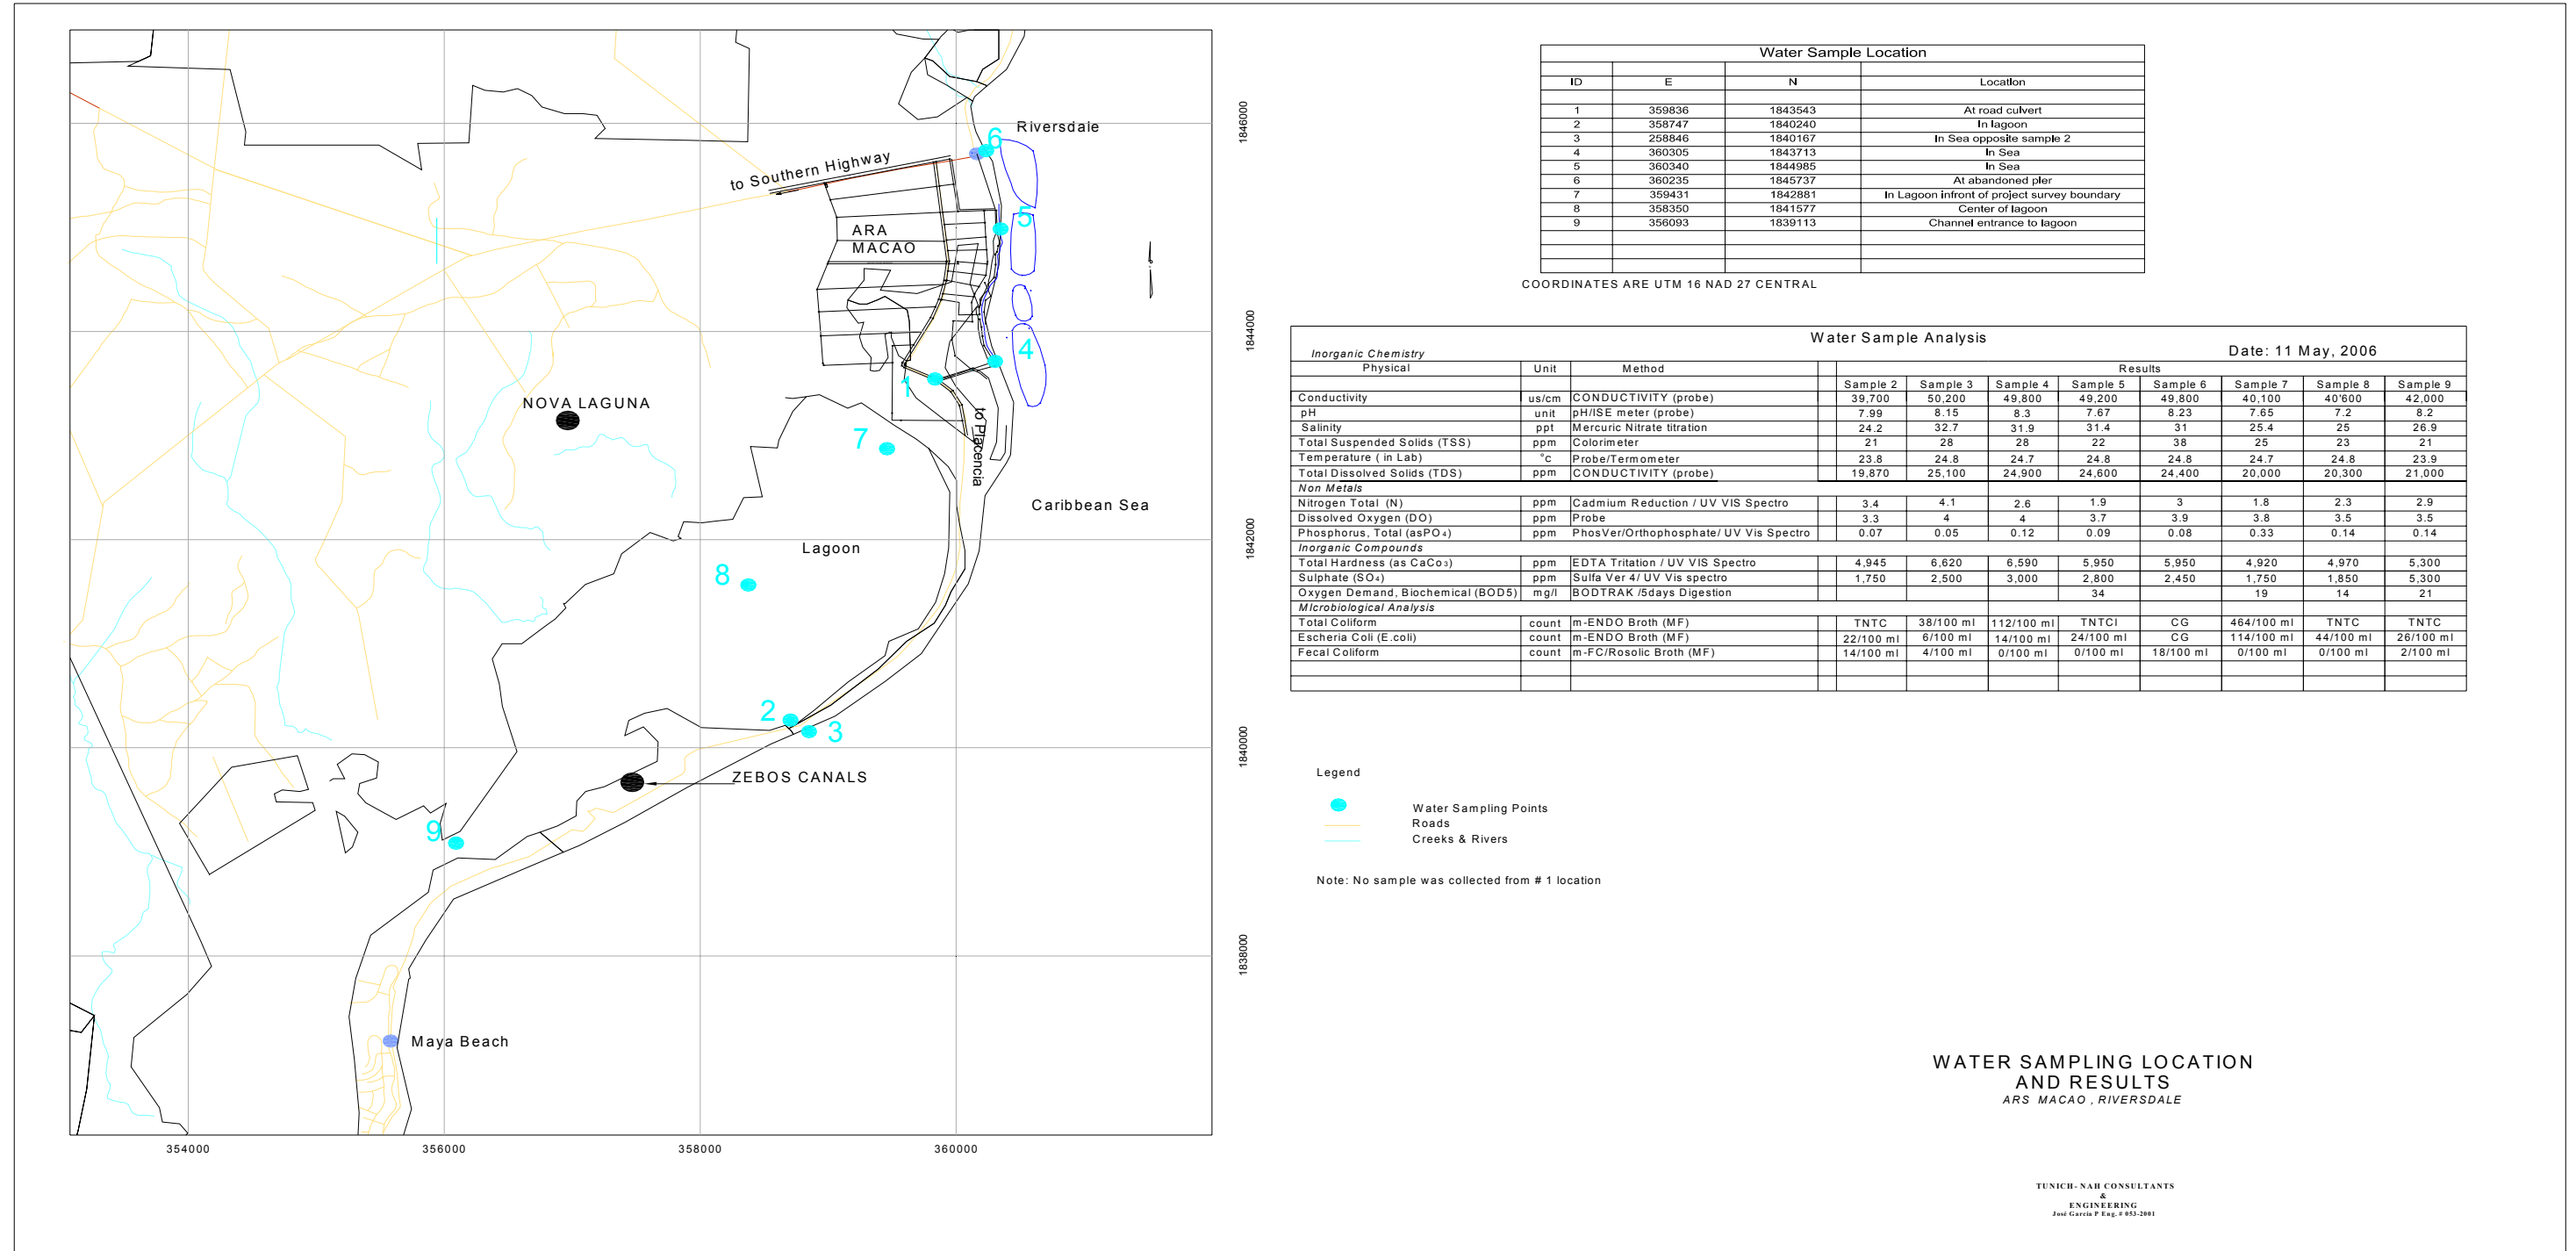 Riversdale
6
to Southern Highway
5
ARA
MACAO
4
1
NOVA LAGUNA
to Placencia
7
Caribbean Sea
Lagoon
8
2
3
ZEBOS CANALS
9
Maya Beach
354000 356000 358000 360000
1846000
1844000
1842000
1840000
1838000
Water Sample Location
ID E N Location
1 359836 1843543 At road culvert
2 358747 1840240 In lagoon
3 258846 1840167 In Sea opposite sample 2
4 360305 1843713 In Sea
5 360340 1844985 In Sea
6 360235 1845737 At abandoned pier
7 359431 1842881 In Lagoon infront of project survey boundary
8 358350 1841577 Center of lagoon
9 356093 1839113 Channel entrance to lagoon
COORDINATES ARE UTM 16 NAD 27 CENTRAL
Water Sample Analysis
Inorganic Chemistry Date: 11 May, 2006
Physical Unit Method Results
Sample 2 Sample 3 Sample 4 Sample 5 Sample 6 Sample 7 Sample 8 Sample 9
Conductivity us/cm CONDUCTIVITY (probe) 39,700 50,200 49,800 49,200 49,800 40,100 40'600 42,000
pH unit pH/ISE meter (probe) 7.99 8.15 8.3 7.67 8.23 7.65 7.2 8.2
Salinity ppt Mercuric Nitrate titration 24.2 32.7 31.9 31.4 31 25.4 25 26.9
Total Suspended Solids (TSS) ppm Colorimeter 21 28 28 22 38 25 23 21
Temperature ( in Lab) °C Probe/Termometer 23.8 24.8 24.7 24.8 24.8 24.7 24.8 23.9
Total Dissolved Solids (TDS) ppm CONDUCTIVITY (probe) 19,870 25,100 24,900 24,600 24,400 20,000 20,300 21,000
Non Metals
Nitrogen Total (N) ppm Cadmium Reduction / UV VIS Spectro 3.4 4.1 2.6 1.9 3 1.8 2.3 2.9
Dissolved Oxygen (DO) ppm Probe 3.3 4 4 3.7 3.9 3.8 3.5 3.5
Phosphorus, Total (asPO4) ppm PhosVer/Orthophosphate/ UV Vis Spectro 0.07 0.05 0.12 0.09 0.08 0.33 0.14 0.14
Inorganic Compounds
Total Hardness (as CaCo3) ppm EDTA Tritation / UV VIS Spectro 4,945 6,620 6,590 5,950 5,950 4,920 4,970 5,300
Sulphate (SO4) ppm Sulfa Ver 4/ UV Vis spectro 1,750 2,500 3,000 2,800 2,450 1,750 1,850 5,300
Oxygen Demand, Biochemical (BOD5) mg/l BODTRAK /5days Digestion 34 19 14 21
MIcrobiological Analysis
Total Coliform count m-ENDO Broth (MF) TNTC 38/100 ml 112/100 ml TNTCI CG 464/100 ml TNTC TNTC
Escheria Coli (E.coli) count m-ENDO Broth (MF) 22/100 ml 6/100 ml 14/100 ml 24/100 ml CG 114/100 ml 44/100 ml 26/100 ml
Fecal Coliform count m-FC/Rosolic Broth (MF) 14/100 ml 4/100 ml 0/100 ml 0/100 ml 18/100 ml 0/100 ml 0/100 ml 2/100 ml
Legend
Water Sampling Points
Roads
Creeks & Rivers
Note: No sample was collected from # 1 location
WATER SAMPLING LOCATION
AND RESULTS
ARS MACAO , RIVERSDALE
TUNICH- NAH CONSULTANTS
&
ENGINEERING
José Garcia P Eng. # 053-2001